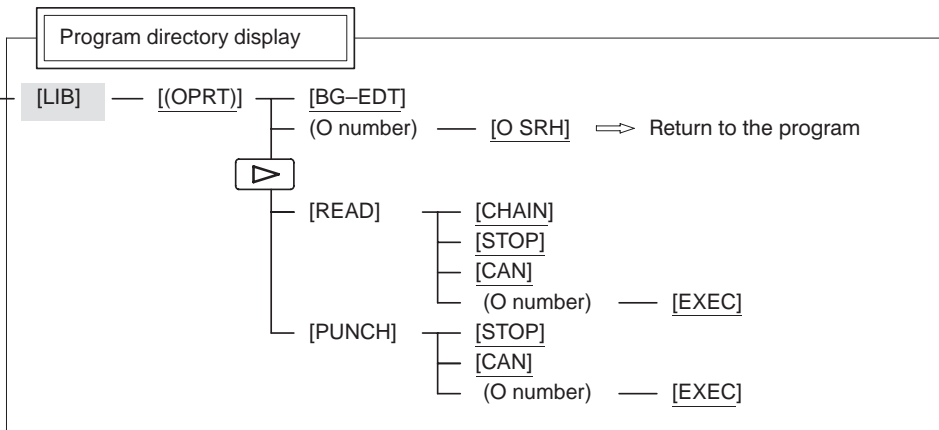 Program directory display
[LIB] [(OPRT)] [BG–EDT]
(O number) [O SRH] Return to the program
[READ] [CHAIN]
[STOP]
[CAN]
(O number) [EXEC]
[PUNCH] [STOP]
[CAN]
(O number) [EXEC]